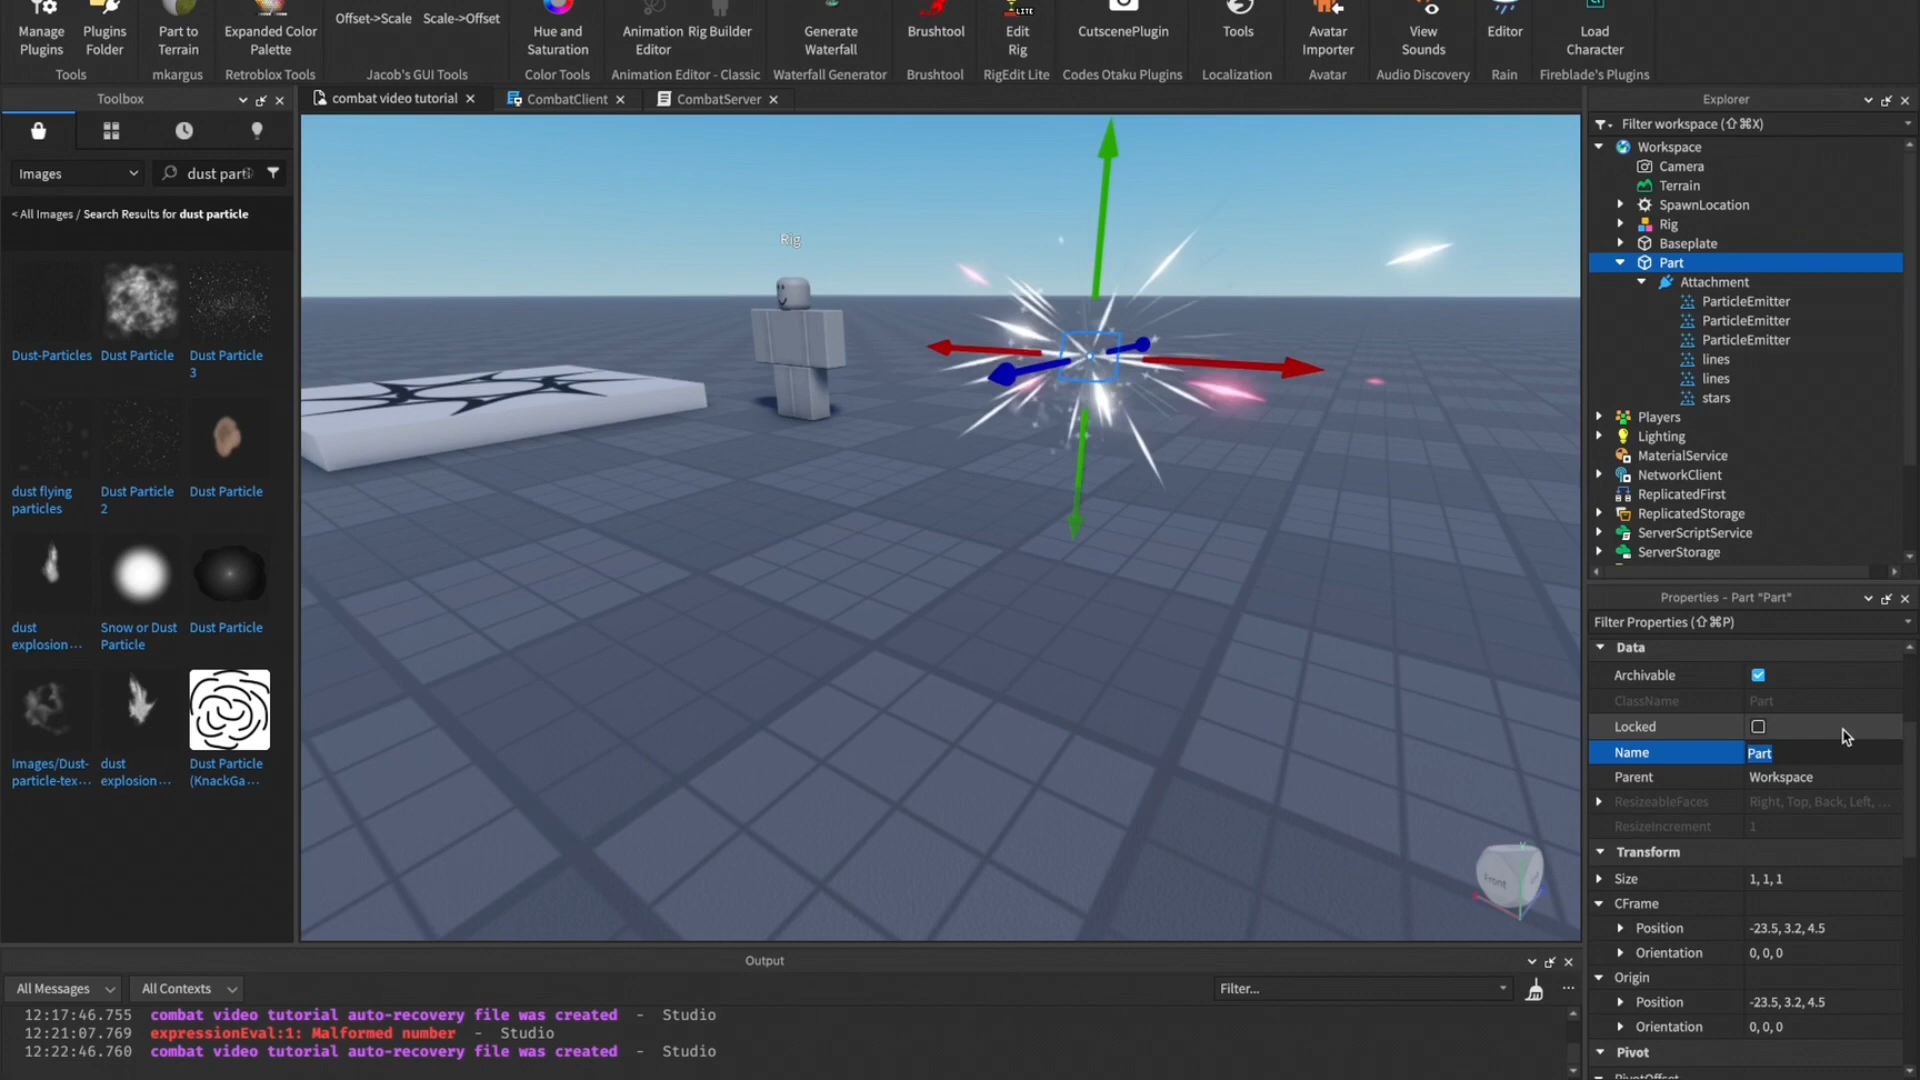 Manage Plugins
Plugins Folder
Part to Terrain
Expanded Color Palette
Offset->Scale
Scale->Offset
Hue and Saturation
Animation Editor
Rig Builder
Generate Waterfall
Brushtool
Edit Rig
LITE
CutscenePlugin
Tools
Avatar Importer
View Sounds
Editor
Load Character
Tools
mkargus
Retroblox Tools
Jacob's GUI Tools
Color Tools
Animation Editor - Classic
Waterfall Generator
Brushtool
RigEdit Lite
Codes Otaku Plugins
Localization
Avatar
Audio Discovery
Rain
Fireblade's Plugins
Toolbox
combat video tutorial
CombatClient
CombatServer
Images
dust parti
< All Images / Search Results for dust particle
Dust-Particles
Dust Particle
Dust Particle 3
dust flying particles
Dust Particle 2
Dust Particle
dust explosion···
Snow or Dust Particle
Dust Particle
Images/Dust-particle-tex···
dust explosion···
Dust Particle (KnackGa···
Rig
Front
Explorer
Filter workspace (⇧⌘X)
Workspace
Camera
Terrain
SpawnLocation
Rig
Baseplate
Part
Attachment
ParticleEmitter
ParticleEmitter
ParticleEmitter
lines
lines
stars
Players
Lighting
MaterialService
NetworkClient
ReplicatedFirst
ReplicatedStorage
ServerScriptService
ServerStorage
Properties - Part "Part"
Filter Properties (⇧⌘P)
Data
Archivable
ClassName Part
Locked
Name Part
Parent Workspace
ResizeableFaces Right, Top, Back, Left, ...
ResizeIncrement 1
Transform
Size 1, 1, 1
CFrame
Position -23.5, 3.2, 4.5
Orientation 0, 0, 0
Origin
Position -23.5, 3.2, 4.5
Orientation 0, 0, 0
Pivot
PivotOffset
Output
All Messages
All Contexts
Filter...
12:17:46.755 combat video tutorial auto-recovery file was created - Studio
12:21:07.769 expressionEval:1: Malformed number - Studio
12:22:46.760 combat video tutorial auto-recovery file was created - Studio